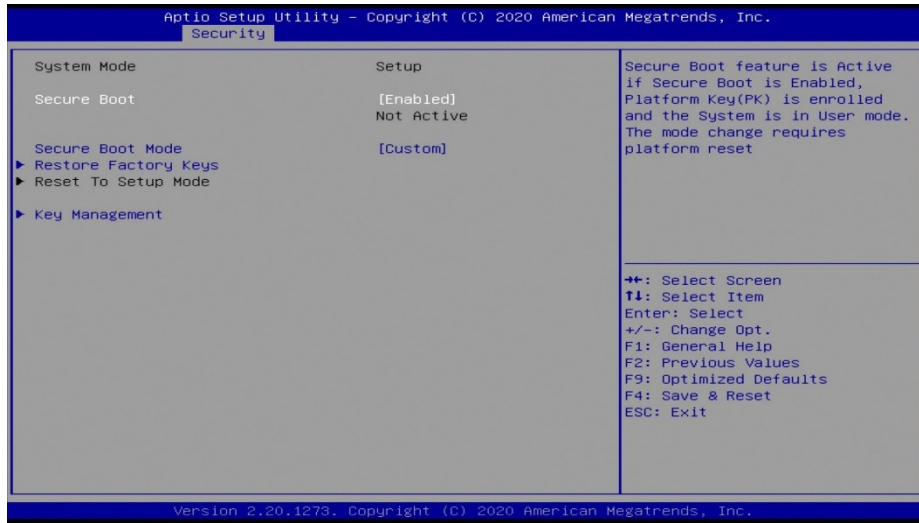 Aptio Setup Utility – Copyright (C) 2020 American Megatrends, Inc.
Security
System Mode Setup
Secure Boot [Enabled]
Not Active
Secure Boot Mode [Custom]
► Restore Factory Keys
► Reset To Setup Mode
► Key Management
Secure Boot feature is Active
if Secure Boot is Enabled,
Platform Key(PK) is enrolled
and the System is in User mode.
The mode change requires
platform reset
→←: Select Screen
↑↓: Select Item
Enter: Select
+/-: Change Opt.
F1: General Help
F2: Previous Values
F9: Optimized Defaults
F4: Save & Reset
ESC: Exit
Version 2.20.1273. Copyright (C) 2020 American Megatrends, Inc.